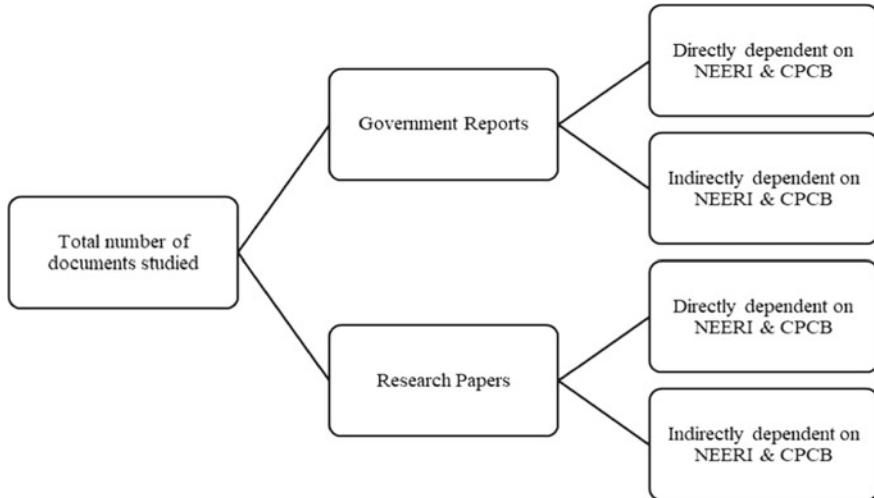 Total number of
documents studied
Government Reports
Directly dependent on
NEERI & CPCB
Indirectly dependent on
NEERI & CPCB
Research Papers
Directly dependent on
NEERI & CPCB
Indirectly dependent on
NEERI & CPCB